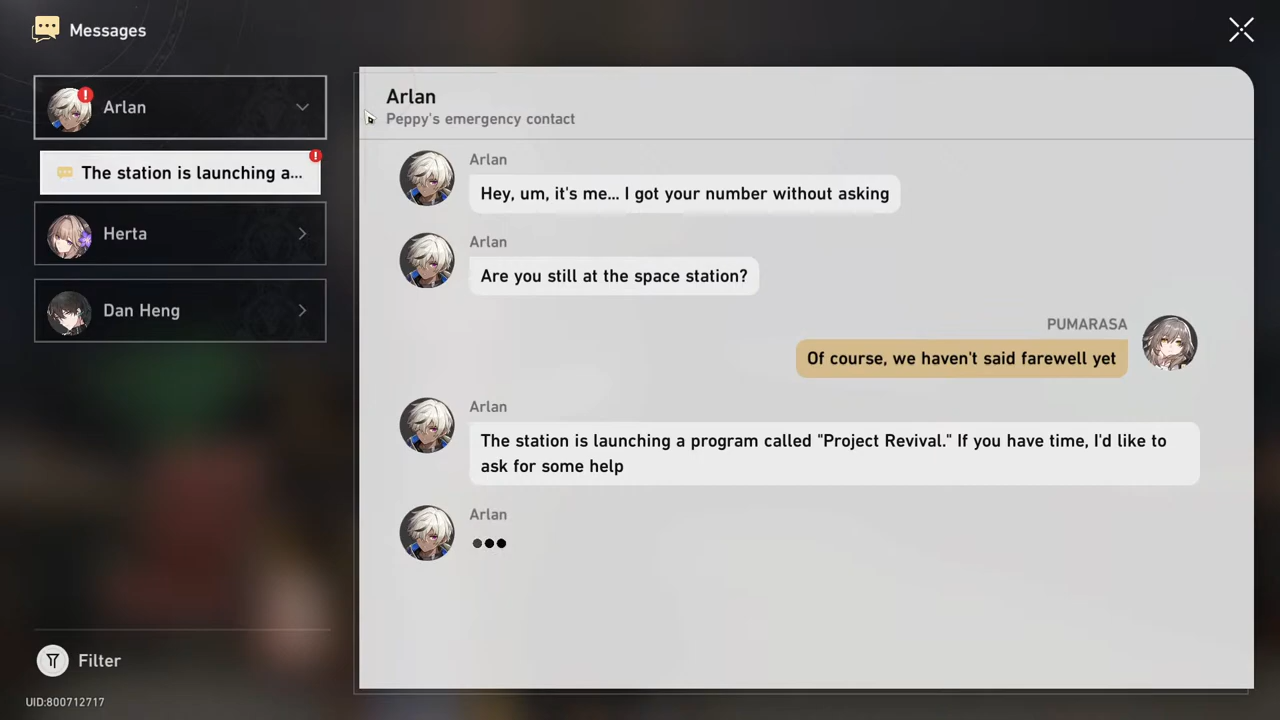 Messages
Arlan
The station is launching a...
Herta
Dan Heng
Filter
UID:800712717
Arlan
Peppy's emergency contact
Arlan
Hey, um, it's me... I got your number without asking
Arlan
Are you still at the space station?
PUMARASA
Of course, we haven't said farewell yet
Arlan
The station is launching a program called "Project Revival." If you have time, I'd like to
ask for some help
Arlan